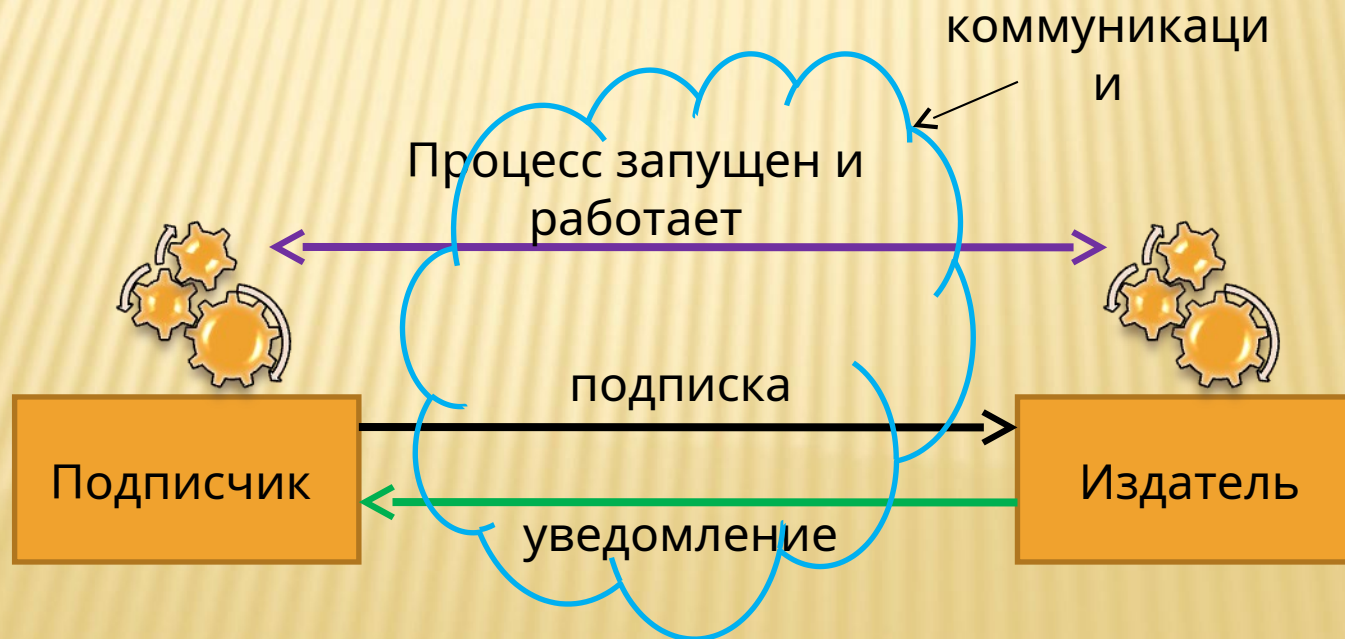 коммуникаци
и
Процесс запущен и
работает
подписка
Подписчик
Издатель
уведомление